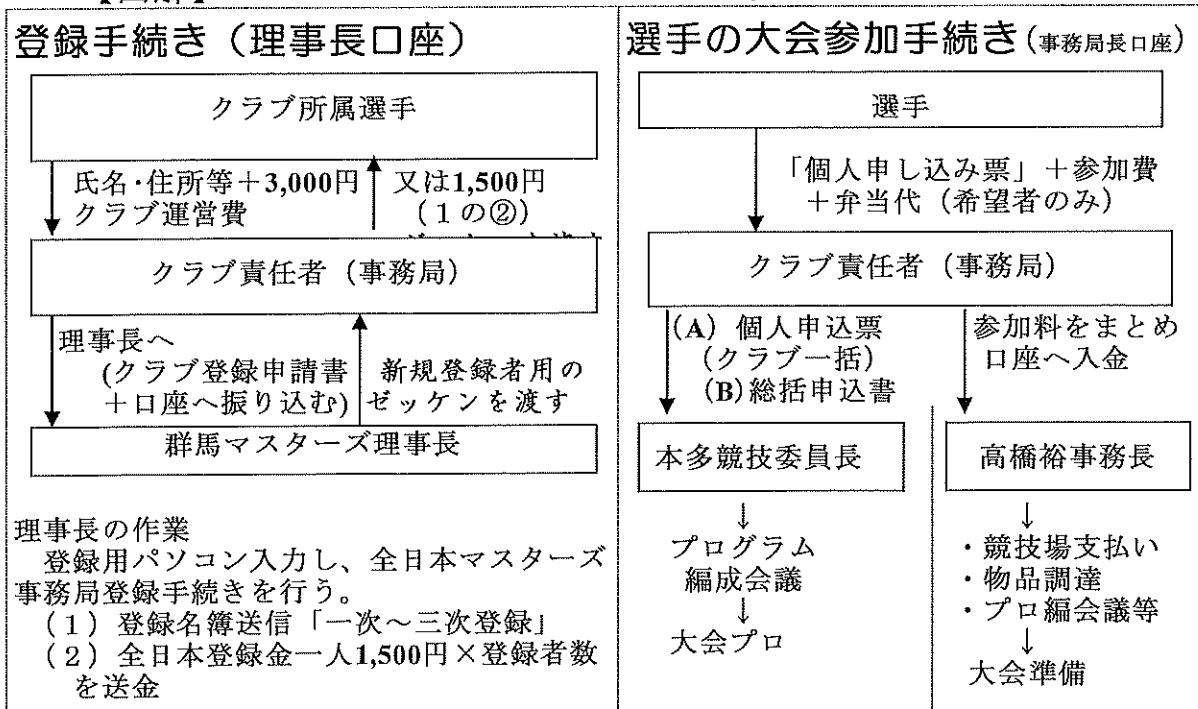 登録手続き（理事長口座）
クラブ所属選手
氏名・住所等＋3,000円
クラブ運営費
又は1,500円
（１の②）
クラブ責任者（事務局）
理事長へ
(クラブ登録申請書
＋口座へ振り込む)
新規登録者用の
ゼッケンを渡す
群馬マスターズ理事長
理事長の作業
登録用パソコン入力し、全日本マスターズ
事務局登録手続きを行う。
（１）登録名簿送信「一次～三次登録」
（２）全日本登録金一人1,500円×登録者数
を送金
選手の大会参加手続き(事務局長口座)
選手
「個人申し込み票」＋参加費
＋弁当代（希望者のみ）
クラブ責任者（事務局）
(A) 個人申込票
(クラブ一括)
(B)総括申込書
参加料をまとめ
口座へ入金
本多競技委員長
↓
プログラム
編成会議
↓
大会プロ
高橋裕事務長
↓
・競技場支払い
・物品調達
・プロ編会議等
↓
大会準備